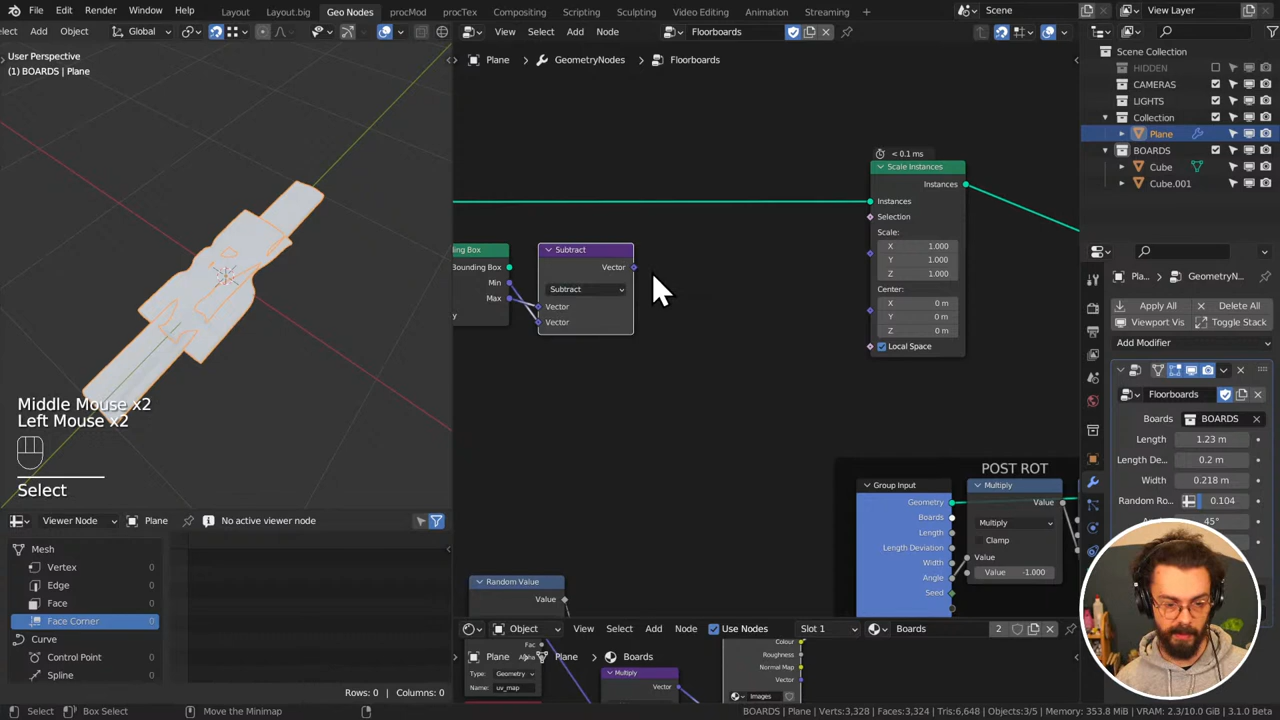 File Edit Render Window Help Layout Layout.big Geo Nodes procMod procTex Compositing Scripting Sculpting Video Editing Animation Streaming Scene View Layer
elect Add Object Global View Select Add Node Floorboards
User Perspective
(1) BOARDS | Plane
Plane GeometryNodes Floorboards
Scene Collection
HIDDEN
CAMERAS
LIGHTS
Collection
Plane
BOARDS
Cube
Cube.001
< 0.1 ms
Scale Instances
Instances
Instances
Selection
Scale:
X 1.000
Y 1.000
Z 1.000
Center:
X 0 m
Y 0 m
Z 0 m
Local Space
ing Box
Bounding Box
Min
Max
y
Subtract
Vector
Subtract
Vector
Vector
Pla... GeometryN...
Apply All Delete All
Viewport Vis Toggle Stack
Add Modifier
Floorboards
Boards BOARDS
Length 1.23 m
Length De... 0.2 m
Width 0.218 m
Random Ro... 0.104
45°
Middle Mouse x2
Left Mouse x2
Select
POST ROT
Group Input
Geometry
Boards
Length
Length Deviation
Width
Angle
Seed
Multiply
Value
Multiply
Clamp
Value
Value -1.000
Random Value
Value
Viewer Node Plane No active viewer node
Mesh
Vertex 0
Edge 0
Face 0
Face Corner 0
Curve
Control Point 0
Spline 0
Rows: 0 | Columns: 0
Object View Select Add Node Use Nodes Slot 1 Boards 2
Plane Plane Boards
Fac
Alpha
Type: Geometry
Name: uv_map
Multiply
Vector
Colour
Roughness
Normal Map
Vector
Images
Select Box Select Move the Minimap BOARDS | Plane | Verts:3,328 | Faces:3,324 | Tris:6,648 | Objects:3/5 | Memory: 353.8 MiB | VRAM: 2.3/10.0 GiB | 3.1.0 Beta